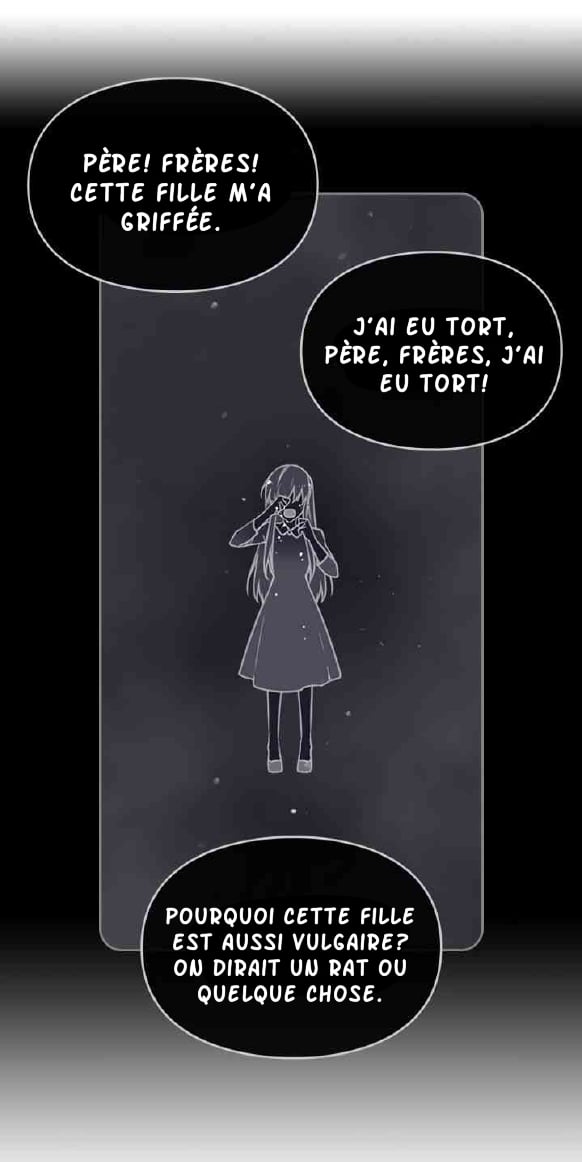 PÈRE! FRÈRES!
CETTE FILLE M'A
GRIFFÉE.
J'AI EU TORT,
PÈRE, FRÈRES, J'AI
EU TORT!
POURQUOI CETTE FILLE
EST AUSSI VULGAIRE?
ON DIRAIT UN RAT OU
QUELQUE CHOSE.